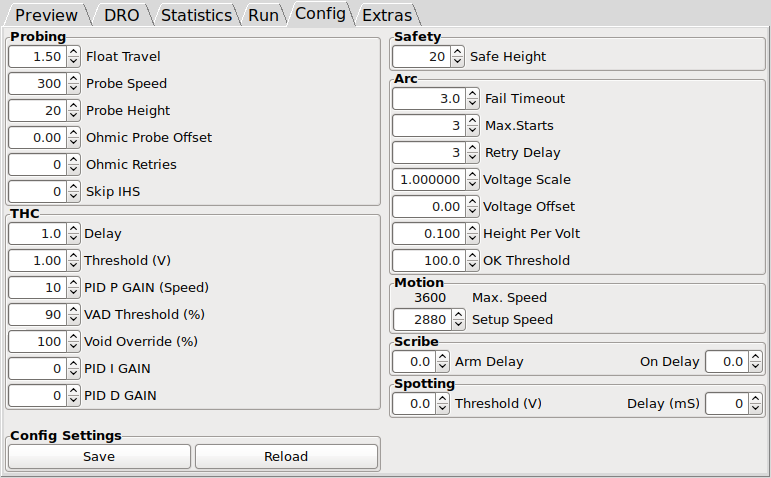 Preview DRO Statistics Run Config Extras
Probing
1.50 Float Travel
300 Probe Speed
20 Probe Height
0.00 Ohmic Probe Offset
0 Ohmic Retries
0 Skip IHS
THC
1.0 Delay
1.00 Threshold (V)
10 PID P GAIN (Speed)
90 VAD Threshold (%)
100 Void Override (%)
0 PID I GAIN
0 PID D GAIN
Config Settings
Save Reload
Safety
20 Safe Height
Arc
3.0 Fail Timeout
3 Max.Starts
3 Retry Delay
1.000000 Voltage Scale
0.00 Voltage Offset
0.100 Height Per Volt
100.0 OK Threshold
Motion
3600 Max. Speed
2880 Setup Speed
Scribe
0.0 Arm Delay On Delay 0.0
Spotting
0.0 Threshold (V) Delay (mS) 0